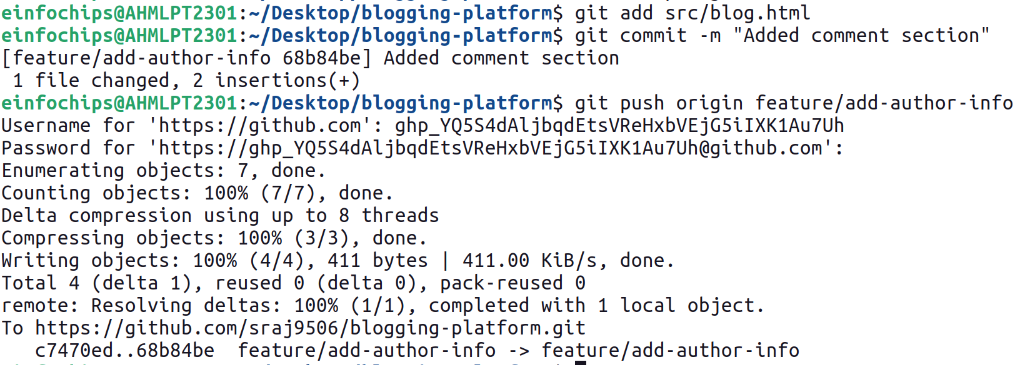 einfochips@AHMLPT2301:~/Desktop/blogging-platform$ git add src/blog.html
einfochips@AHMLPT2301:~/Desktop/blogging-platform$ git commit -m "Added comment section"
[feature/add-author-info 68b84be] Added comment section
 1 file changed, 2 insertions(+)
einfochips@AHMLPT2301:~/Desktop/blogging-platform$ git push origin feature/add-author-info
Username for 'https://github.com': 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
Password for 'https://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@github.com':
Enumerating objects: 7, done.
Counting objects: 100% (7/7), done.
Delta compression using up to 8 threads
Compressing objects: 100% (3/3), done.
Writing objects: 100% (4/4), 411 bytes | 411.00 KiB/s, done.
Total 4 (delta 1), reused 0 (delta 0), pack-reused 0
remote: Resolving deltas: 100% (1/1), completed with 1 local object.
To https://github.com/sraj9506/blogging-platform.git
   c7470ed..68b84be  feature/add-author-info -> feature/add-author-info